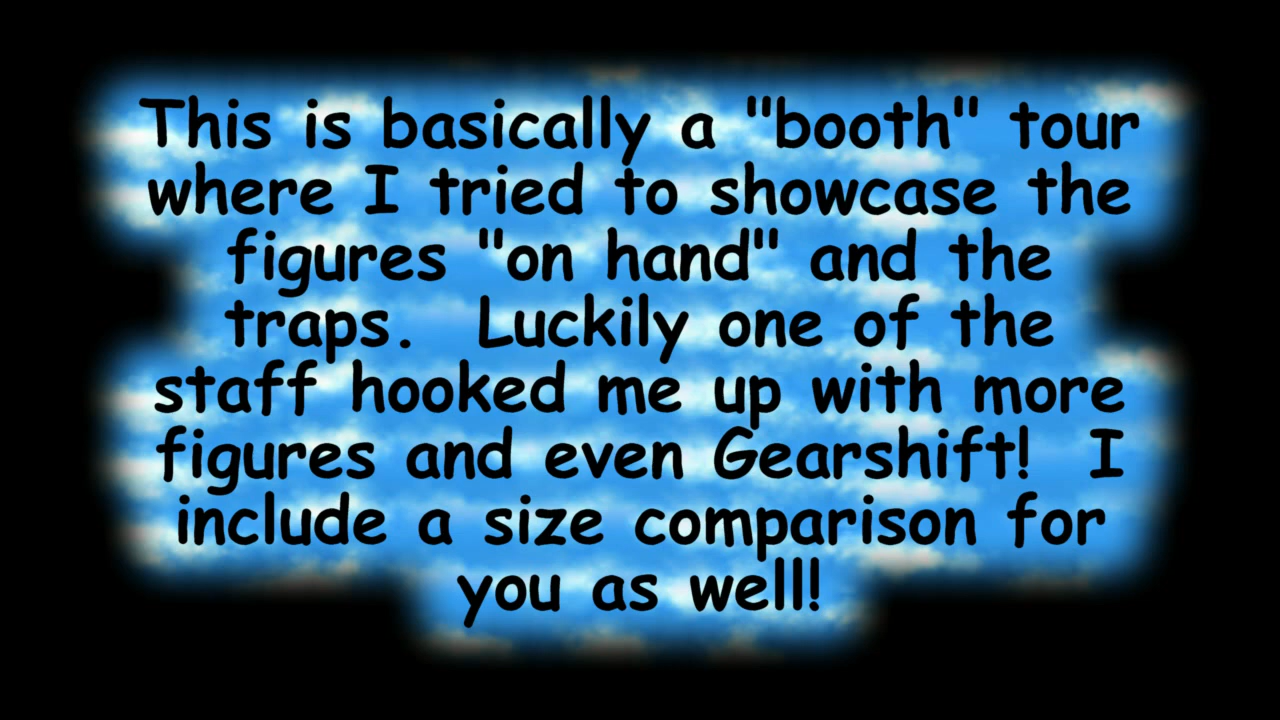 This is basically a "booth" tour
where I tried to showcase the
figures "on hand" and the
traps.  Luckily one of the
staff hooked me up with more
figures and even Gearshift!  I
include a size comparison for
you as well!